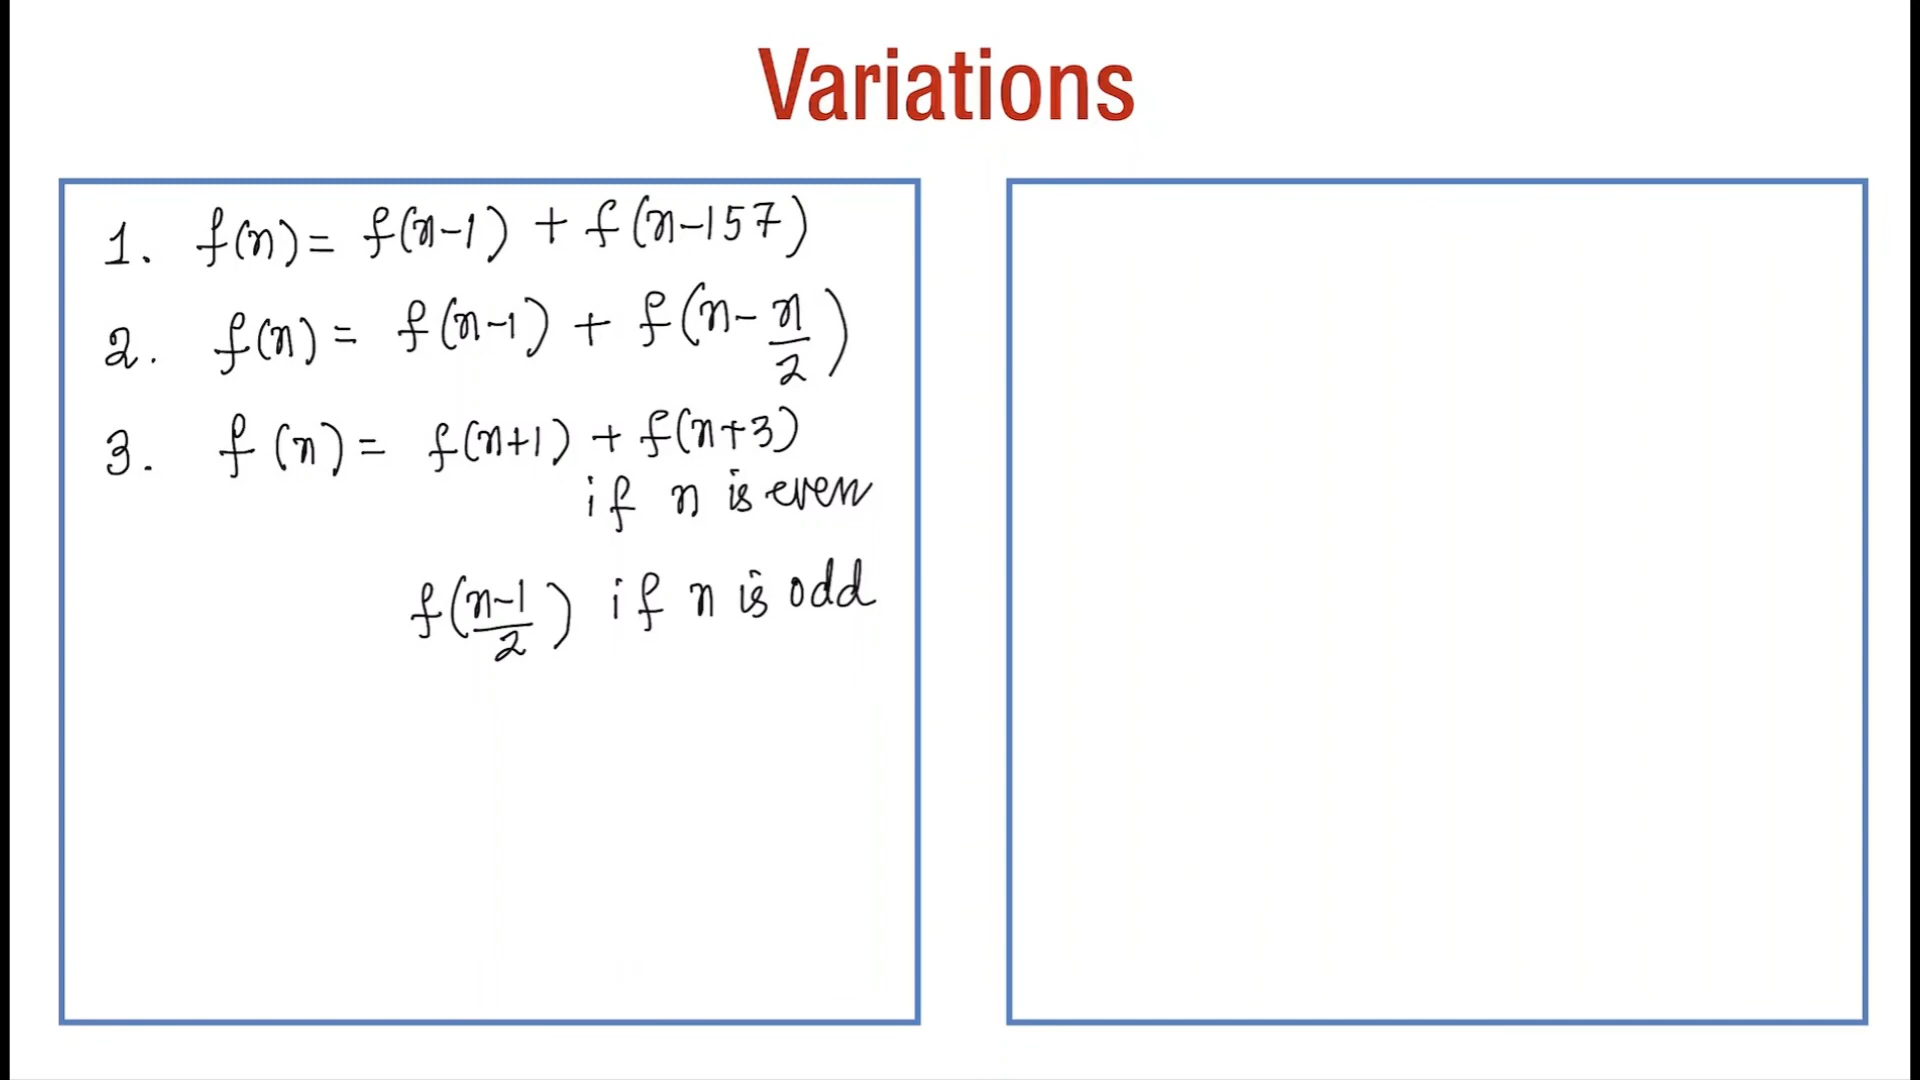 Variations
1. f(n) = f(n-1) + f(n-157)
2. f(n) = f(n-1) + f(n - n/2)
3. f(n) = f(n+1) + f(n+3)
if n is even
f((n-1)/2) if n is odd